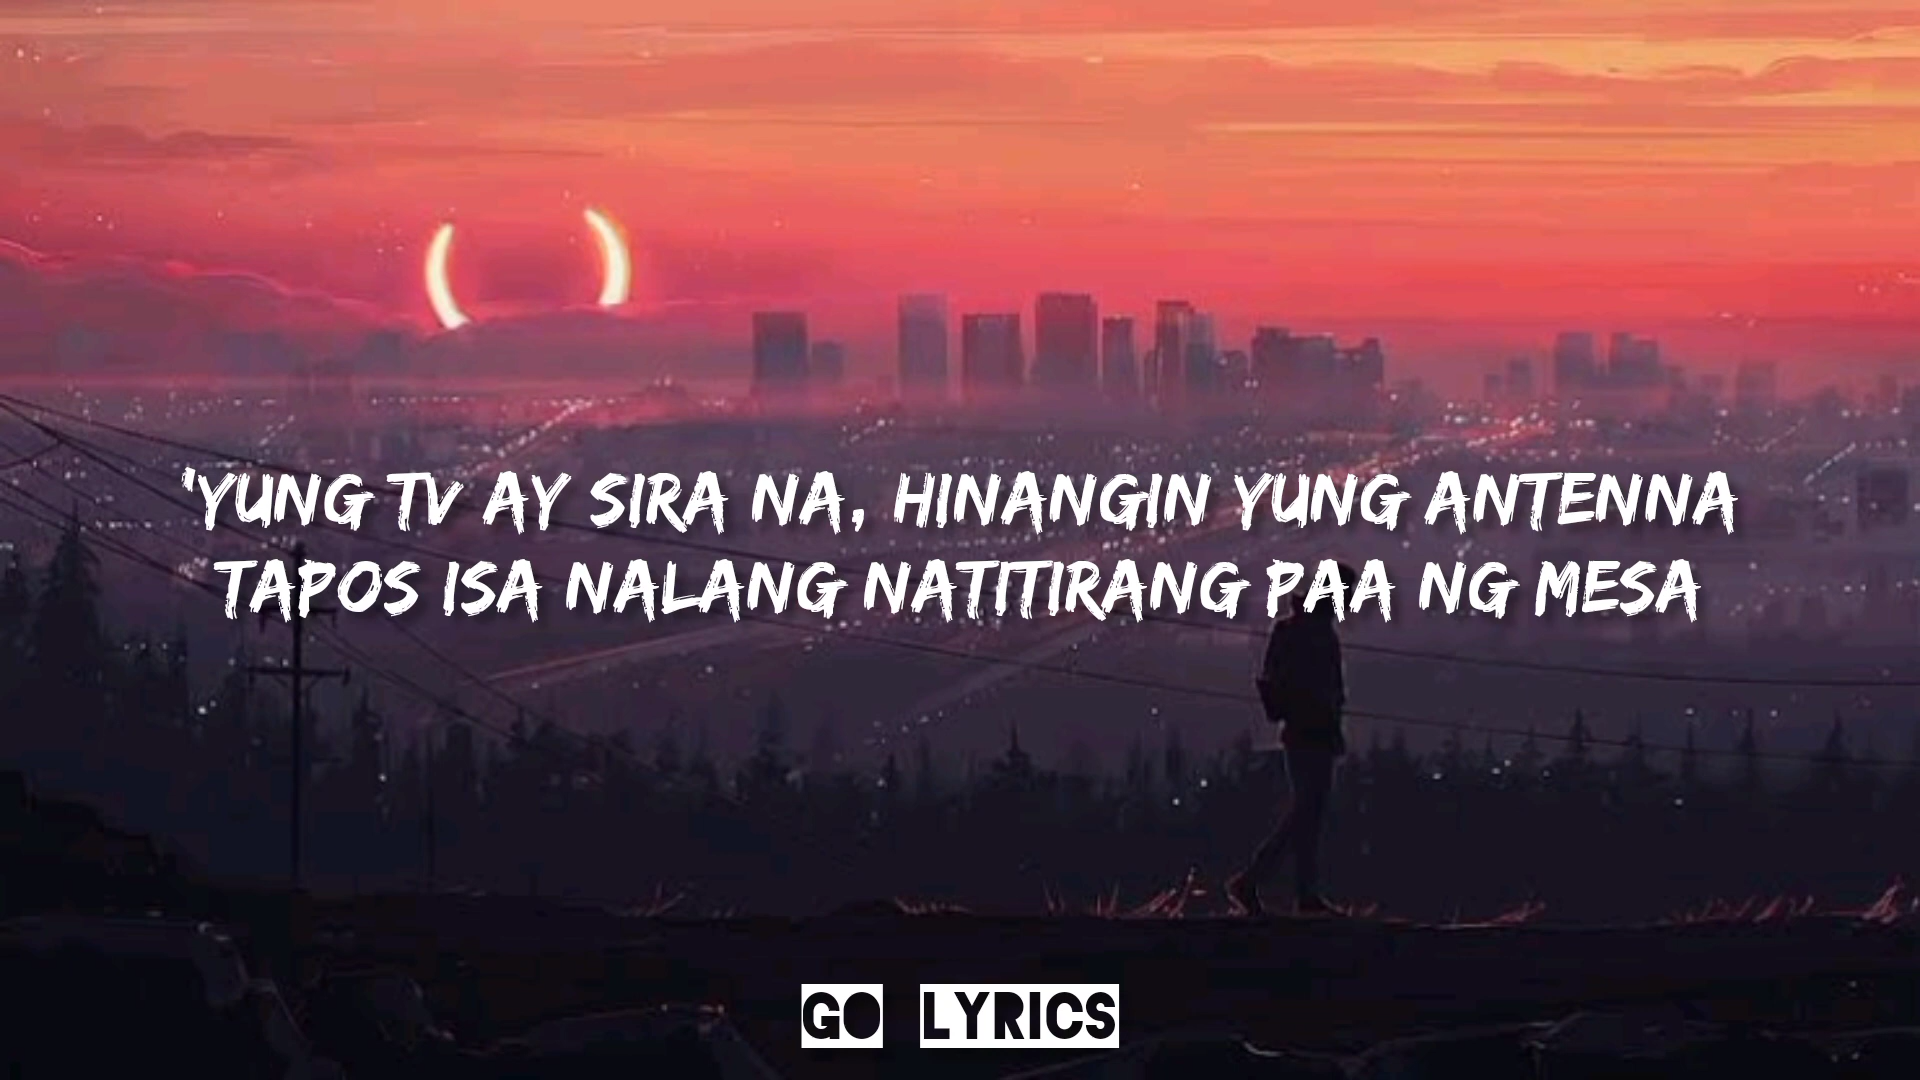 'YUNG TV AY SIRA NA, HINANGIN YUNG ANTENNA
TAPOS ISA NALANG NATITIRANG PAA NG MESA
GO LYRICS